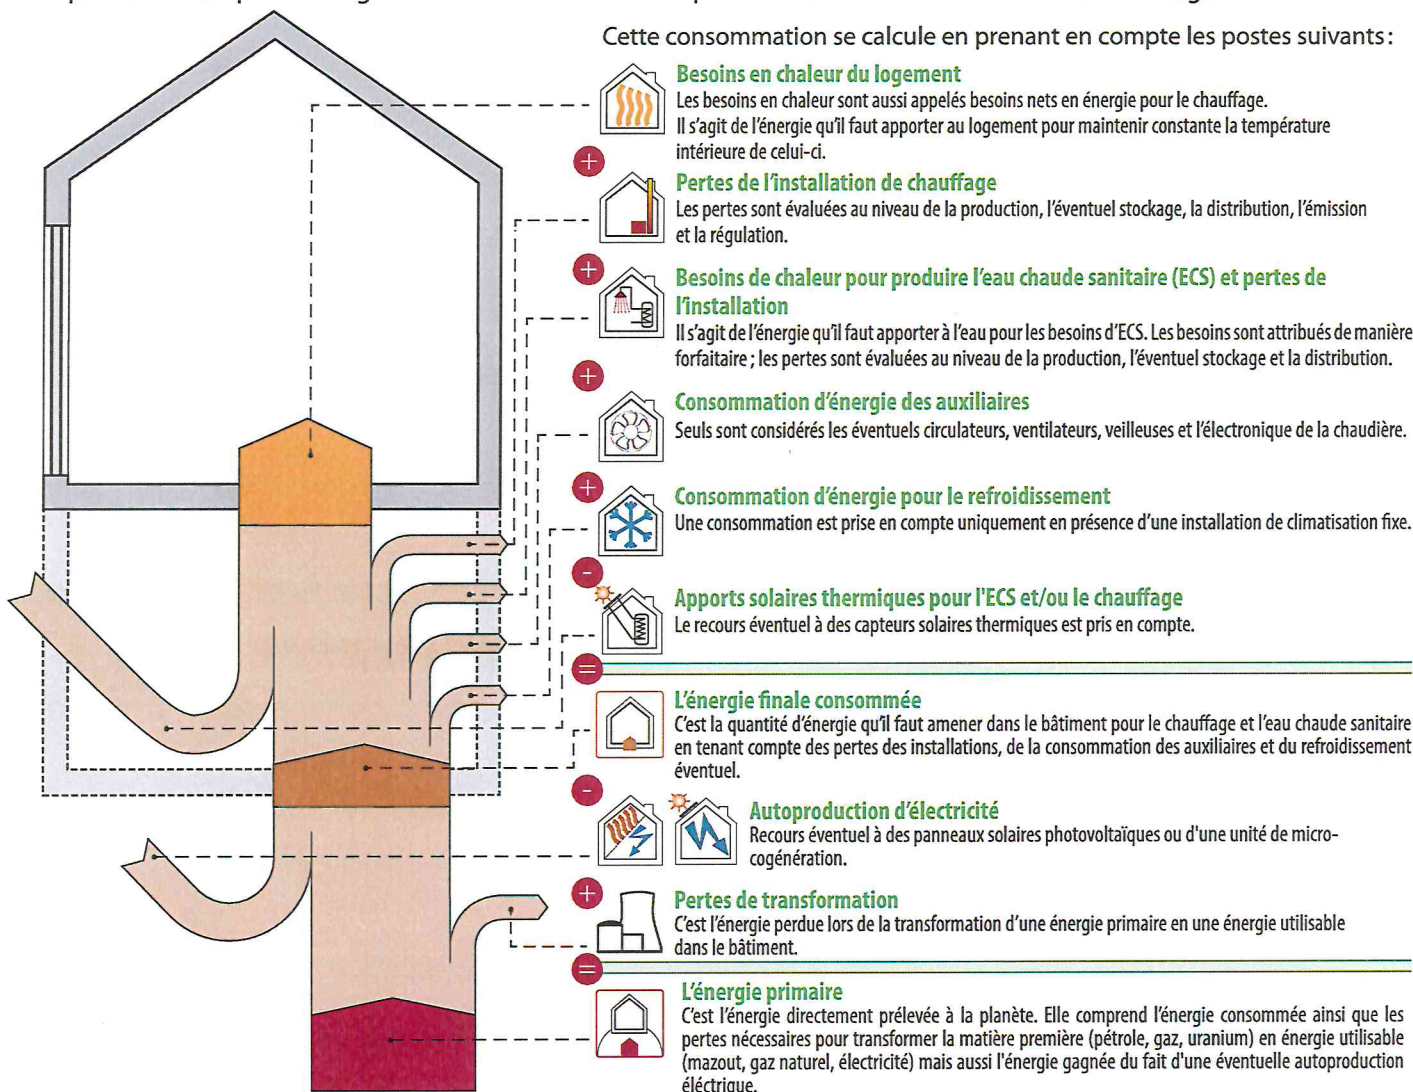 Cette consommation se calcule en prenant en compte les postes suivants :
Besoins en chaleur du logement
Les besoins en chaleur sont aussi appelés besoins nets en énergie pour le chauffage.
Il s'agit de l'énergie qu'il faut apporter au logement pour maintenir constante la température
intérieure de celui-ci.
+
Pertes de l'installation de chauffage
Les pertes sont évaluées au niveau de la production, l'éventuel stockage, la distribution, l'émission
et la régulation.
+
Besoins de chaleur pour produire l'eau chaude sanitaire (ECS) et pertes de
l'installation
Il s'agit de l'énergie qu'il faut apporter à l'eau pour les besoins d'ECS. Les besoins sont attribués de manière
forfaitaire ; les pertes sont évaluées au niveau de la production, l'éventuel stockage et la distribution.
+
Consommation d'énergie des auxiliaires
Seuls sont considérés les éventuels circulateurs, ventilateurs, veilleuses et l'électronique de la chaudière.
+
Consommation d'énergie pour le refroidissement
Une consommation est prise en compte uniquement en présence d'une installation de climatisation fixe.
-
Apports solaires thermiques pour l'ECS et/ou le chauffage
Le recours éventuel à des capteurs solaires thermiques est pris en compte.
=
L'énergie finale consommée
C'est la quantité d'énergie qu'il faut amener dans le bâtiment pour le chauffage et l'eau chaude sanitaire
en tenant compte des pertes des installations, de la consommation des auxiliaires et du refroidissement
éventuel.
-
Autoproduction d'électricité
Recours éventuel à des panneaux solaires photovoltaïques ou d'une unité de micro-
cogénération.
+
Pertes de transformation
C'est l'énergie perdue lors de la transformation d'une énergie primaire en une énergie utilisable
dans le bâtiment.
=
L'énergie primaire
C'est l'énergie directement prélevée à la planète. Elle comprend l'énergie consommée ainsi que les
pertes nécessaires pour transformer la matière première (pétrole, gaz, uranium) en énergie utilisable
(mazout, gaz naturel, électricité) mais aussi l'énergie gagnée du fait d'une éventuelle autoproduction
éléctrique.